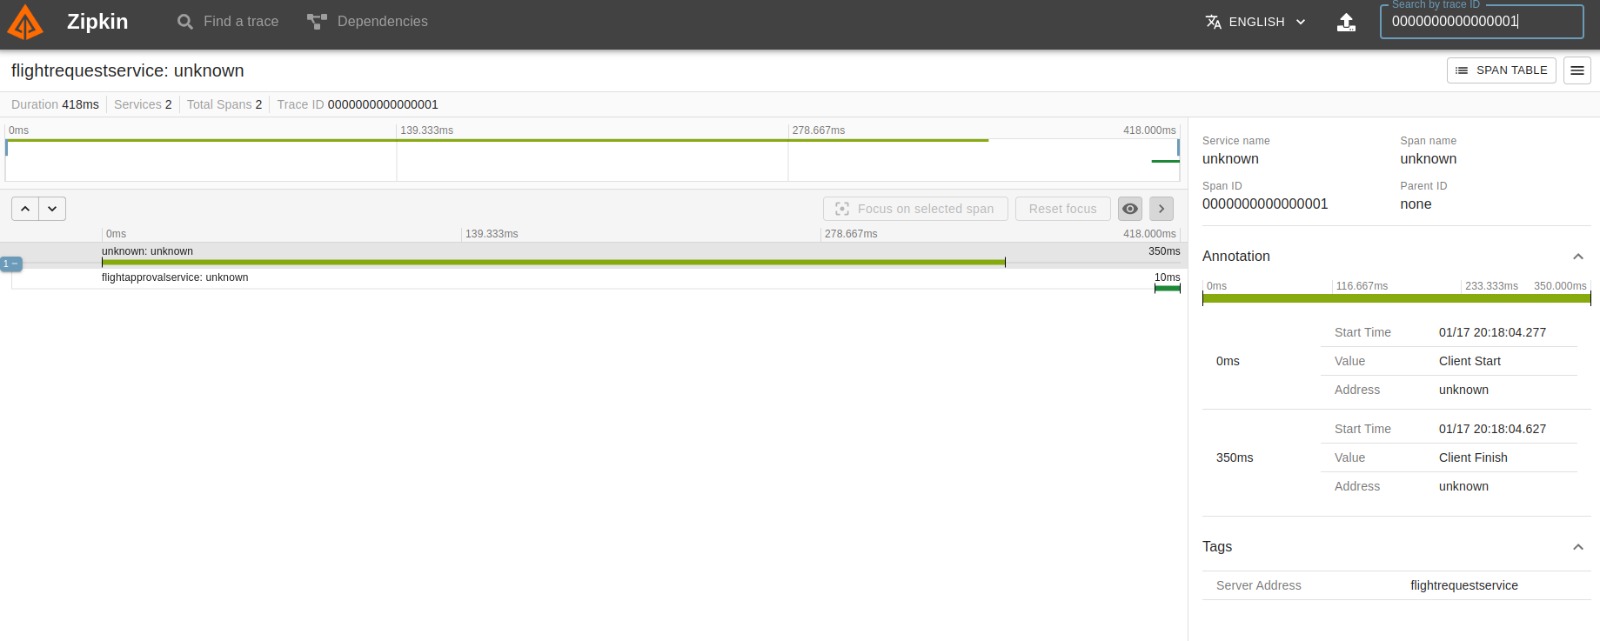 Zipkin
Find a trace
Dependencies
ENGLISH
Search by trace ID
0000000000000001
flightrequestservice: unknown
SPAN TABLE
Duration 418ms
Services 2
Total Spans 2
Trace ID 0000000000000001
0ms
139.333ms
278.667ms
418.000ms
Focus on selected span
Reset focus
0ms
139.333ms
278.667ms
418.000ms
unknown: unknown
350ms
1 −
flightapprovalservice: unknown
10ms
Service name
Span name
unknown
unknown
Span ID
Parent ID
0000000000000001
none
Annotation
0ms
116.667ms
233.333ms
350.000ms
Start Time 01/17 20:18:04.277
0ms Value Client Start
Address unknown
Start Time 01/17 20:18:04.627
350ms Value Client Finish
Address unknown
Tags
Server Address flightrequestservice